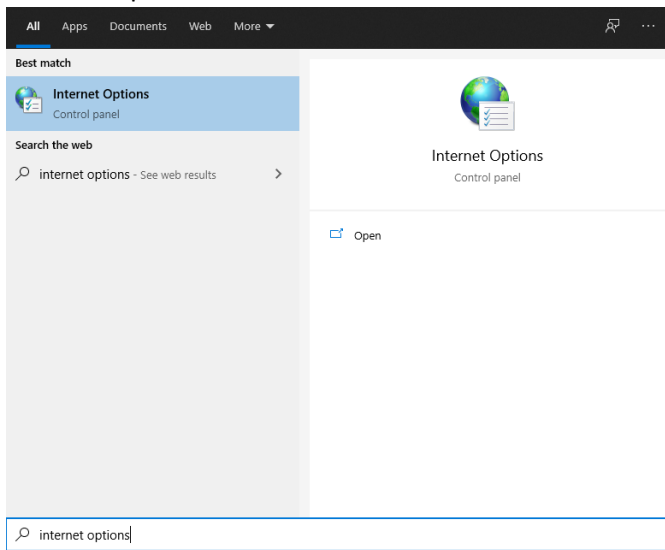 All Apps Documents Web More
Best match
Internet Options
Control panel
Search the web
internet options - See web results
Internet Options
Control panel
Open
internet options